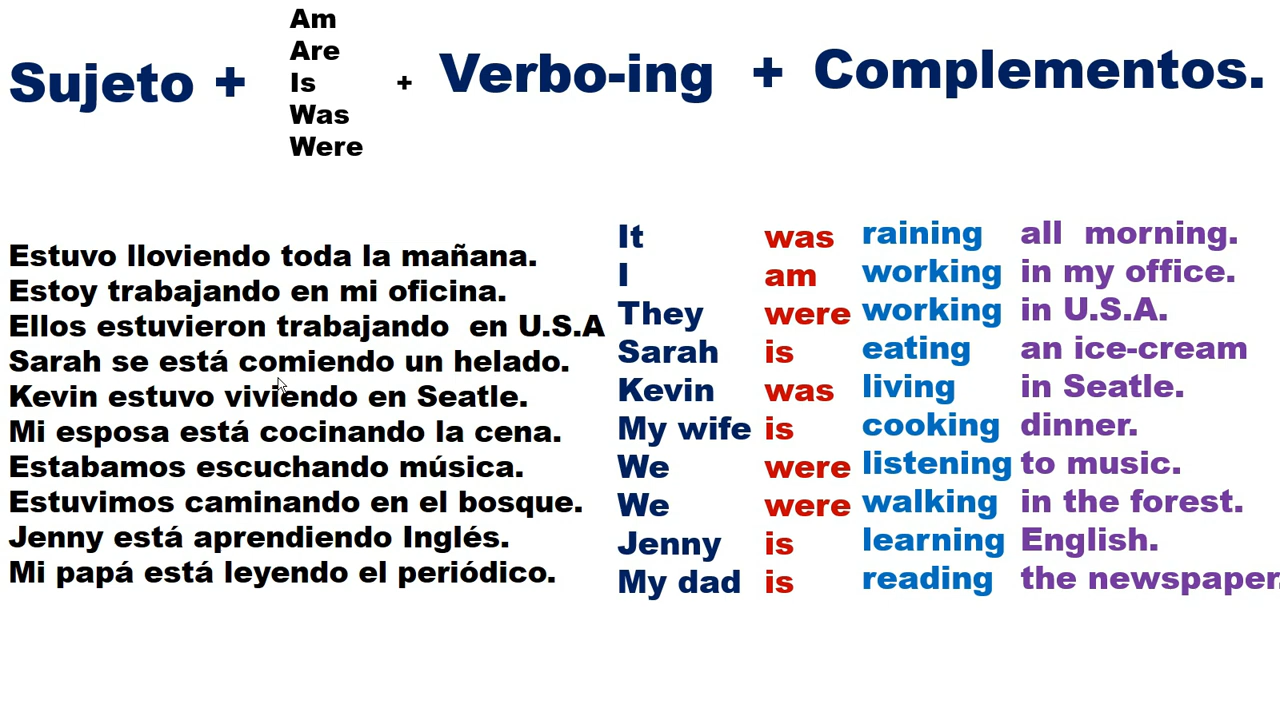 Sujeto + Am + Verbo-ing + Complementos.
Are
Is
Was
Were
Estuvo lloviendo toda la mañana.
Estoy trabajando en mi oficina.
Ellos estuvieron trabajando en U.S.A
Sarah se está comiendo un helado.
Kevin estuvo viviendo en Seatle.
Mi esposa está cocinando la cena.
Estabamos escuchando música.
Estuvimos caminando en el bosque.
Jenny está aprendiendo Inglés.
Mi papá está leyendo el periódico.
It was raining all morning.
I am working in my office.
They were working in U.S.A.
Sarah is eating an ice-cream
Kevin was living in Seatle.
My wife is cooking dinner.
We were listening to music.
We were walking in the forest.
Jenny is learning English.
My dad is reading the newspaper.